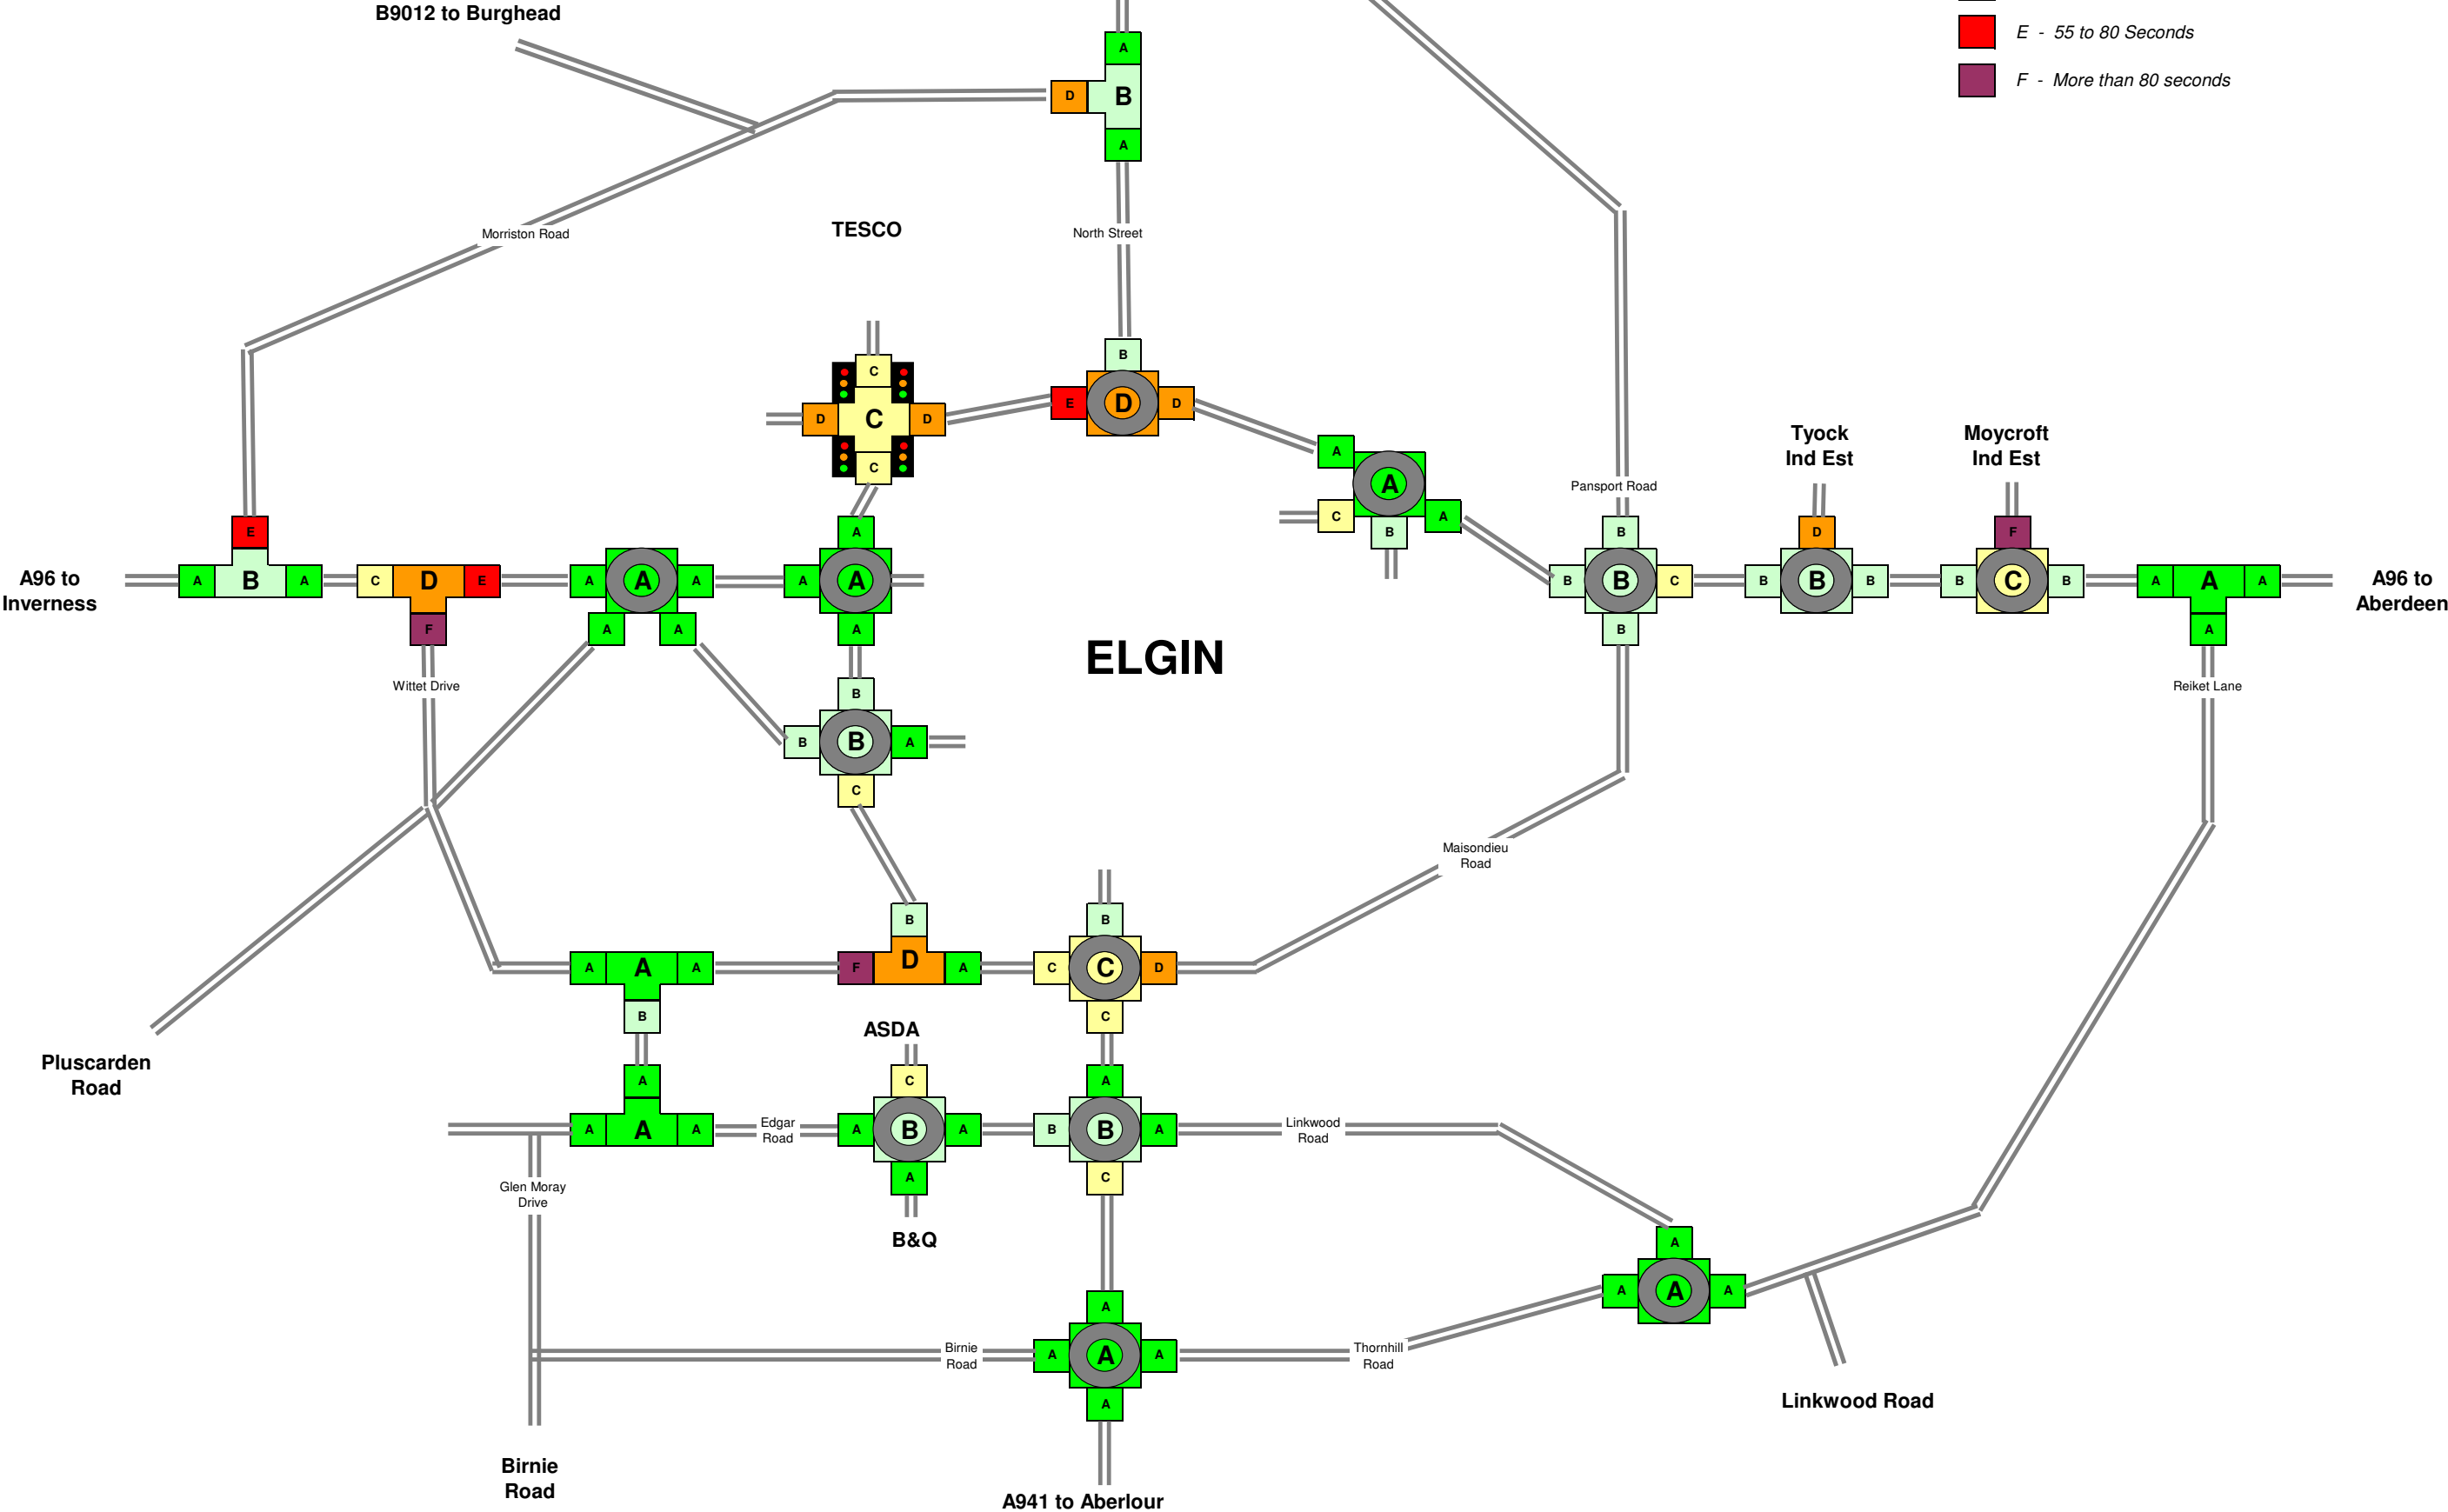 B9012 to Burghead
E - 55 to 80 Seconds
F - More than 80 seconds
A
D B
A
Morriston Road
TESCO
North Street
B
C
D C D
E D D
C
A
A
C A
B
Tyock
Ind Est
Moycroft
Ind Est
Pansport Road
E
A
B
D
F
A96 to
Inverness
A B A
C D E
A A A
A A
B B C
B B B
B C B
A A A
A96 to
Aberdeen
F
A A
A
B
A
ELGIN
Wittet Drive
Reiket Lane
B
B B A
C
Maisondieu
Road
B
B
A A A
F D A
C C D
B
C
ASDA
Pluscarden
Road
A
C
A
A A A
Edgar
Road
A B A
B B A
Linkwood
Road
A
C
Glen Moray
Drive
B&Q
A
A A A
A
Birnie
Road
A A A
Thornhill
Road
A
Linkwood Road
Birnie
Road
A941 to Aberlour